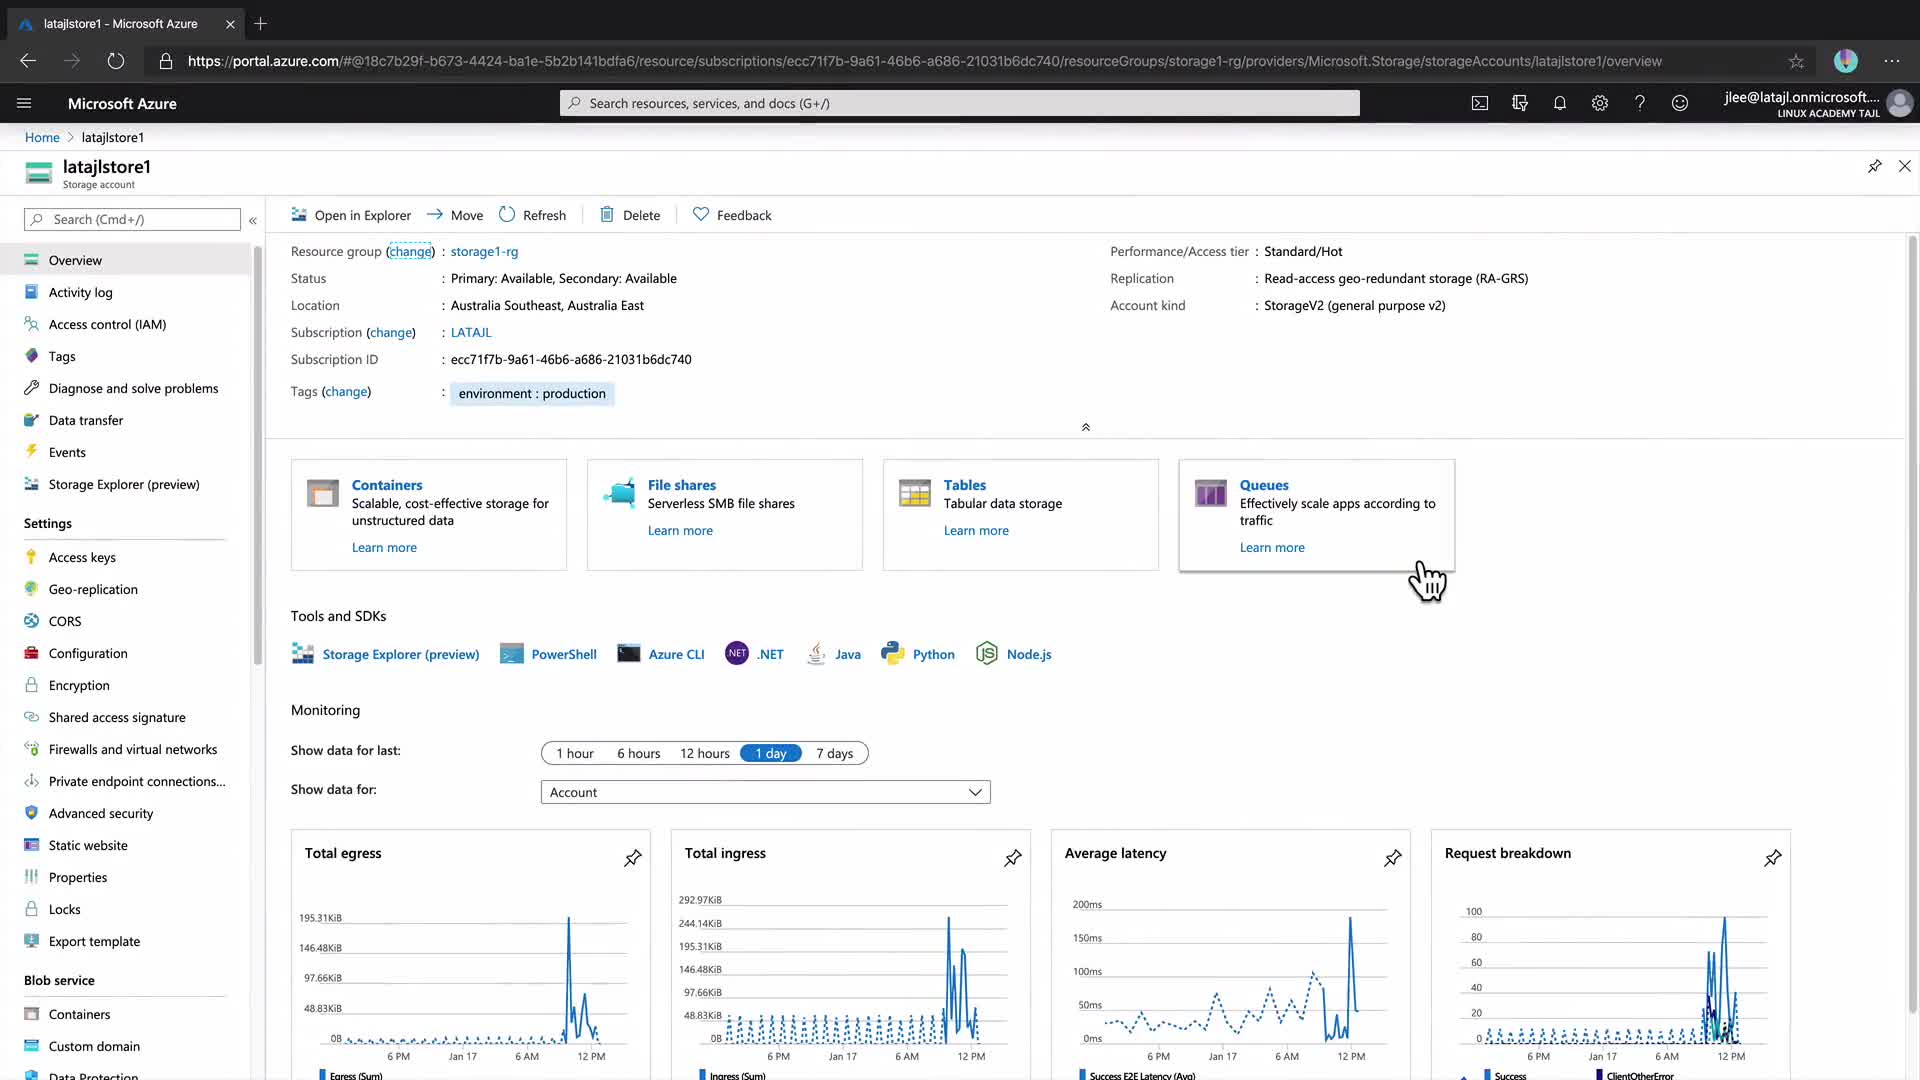 latajlstore1 - Microsoft Azure
https://portal.azure.com/#@18c7b29f-b673-4424-ba1e-5b2b141bdfa6/resource/subscriptions/ecc71f7b-9a61-46b6-a686-21031b6dc740/resourceGroups/storage1-rg/providers/Microsoft.Storage/storageAccounts/latajlstore1/overview
Microsoft Azure
Search resources, services, and docs (G+/)
jlee@latajl.onmicrosoft....
LINUX ACADEMY TAJL
Home > latajlstore1
latajlstore1
Storage account
Search (Cmd+/)
«
Overview
Activity log
Access control (IAM)
Tags
Diagnose and solve problems
Data transfer
Events
Storage Explorer (preview)
Settings
Access keys
Geo-replication
CORS
Configuration
Encryption
Shared access signature
Firewalls and virtual networks
Private endpoint connections...
Advanced security
Static website
Properties
Locks
Export template
Blob service
Containers
Custom domain
Data Protection
Open in Explorer Move Refresh Delete Feedback
Resource group (change) : storage1-rg
Status : Primary: Available, Secondary: Available
Location : Australia Southeast, Australia East
Subscription (change) : LATAJL
Subscription ID : ecc71f7b-9a61-46b6-a686-21031b6dc740
Tags (change) : environment : production
Performance/Access tier : Standard/Hot
Replication : Read-access geo-redundant storage (RA-GRS)
Account kind : StorageV2 (general purpose v2)
Containers
Scalable, cost-effective storage for
unstructured data
Learn more
File shares
Serverless SMB file shares
Learn more
Tables
Tabular data storage
Learn more
Queues
Effectively scale apps according to
traffic
Learn more
Tools and SDKs
Storage Explorer (preview) PowerShell Azure CLI NET .NET Java Python JS Node.js
Monitoring
Show data for last: 1 hour 6 hours 12 hours 1 day 7 days
Show data for: Account
Total egress
195.31KiB
146.48KiB
97.66KiB
48.83KiB
0B
6 PM Jan 17 6 AM 12 PM
Egress (Sum)
Total ingress
292.97KiB
244.14KiB
195.31KiB
146.48KiB
97.66KiB
48.83KiB
0B
6 PM Jan 17 6 AM 12 PM
Ingress (Sum)
Average latency
200ms
150ms
100ms
50ms
0ms
6 PM Jan 17 6 AM 12 PM
Success E2E Latency (Avg)
Request breakdown
100
80
60
40
20
0
6 PM Jan 17 6 AM 12 PM
Success ClientOtherError